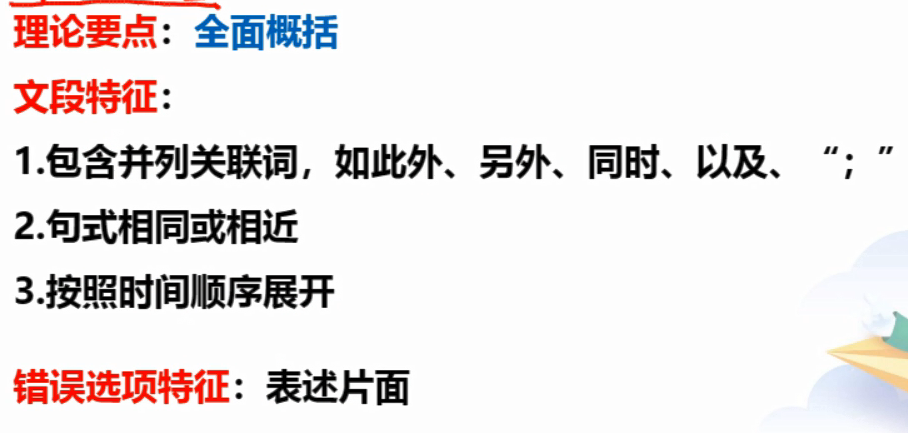 理论要点：全面概括
文段特征：
1.包含并列关联词，如此外、另外、同时、以及、“；”
2.句式相同或相近
3.按照时间顺序展开
错误选项特征：表述片面